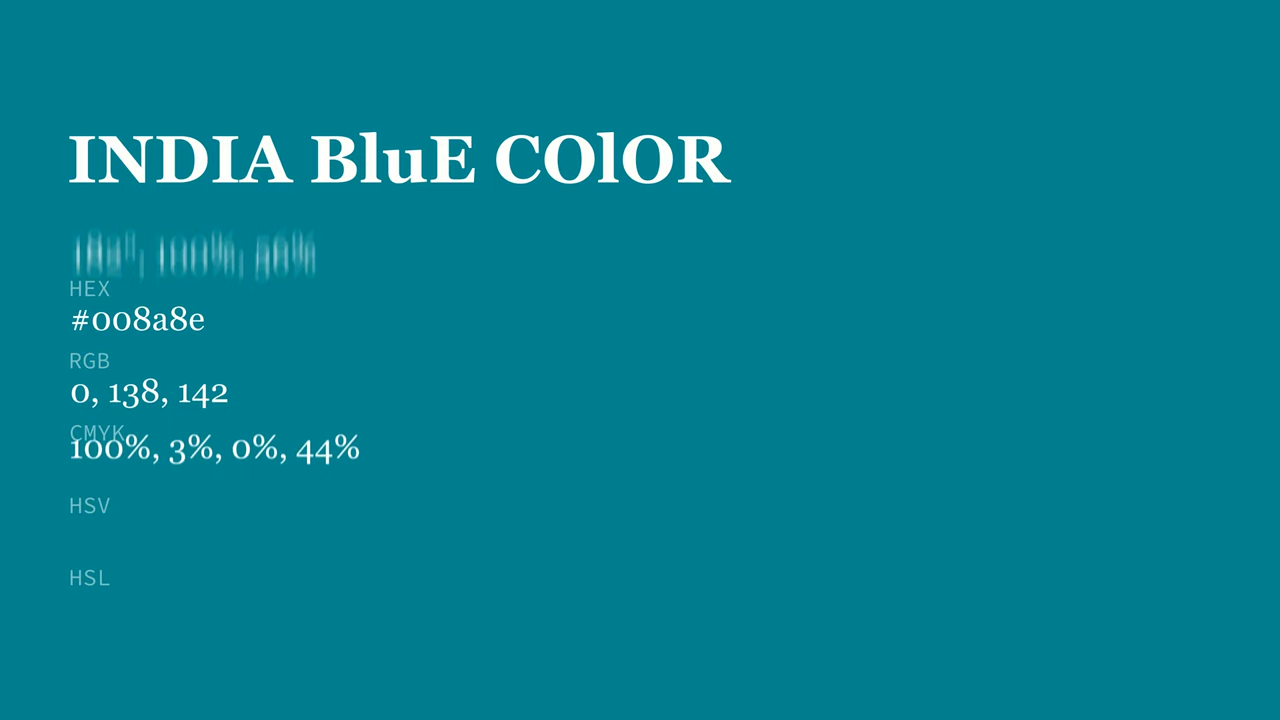 INDIA BluE COlOR
HEX
#008a8e
RGB
0, 138, 142
CMYK
100%, 3%, 0%, 44%
HSV
HSL